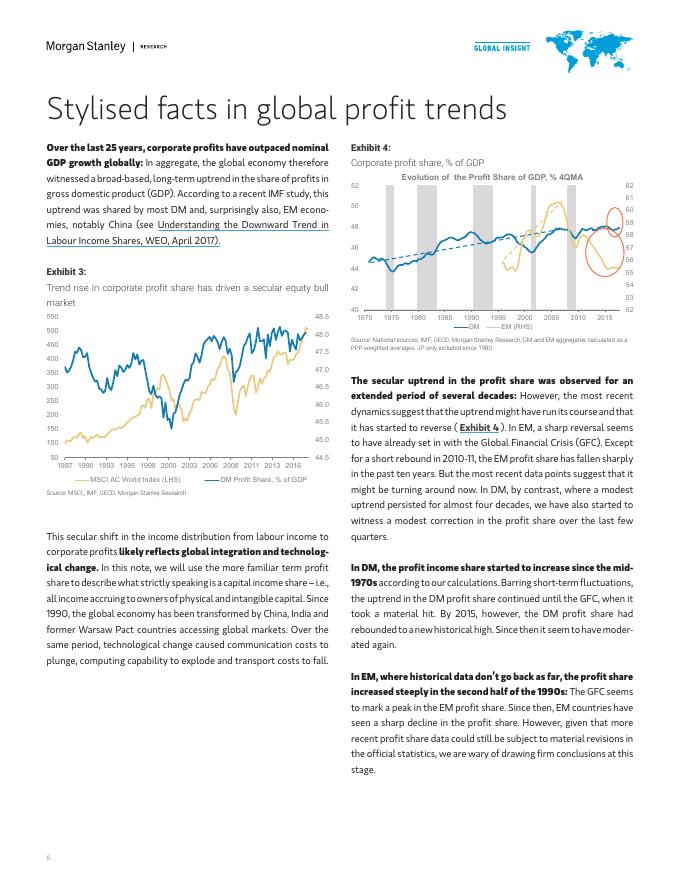 Morgan Stanley | RESEARCH
GLOBAL INSIGHT
Stylised facts in global profit trends
Over the last 25 years, corporate profits have outpaced nominal
GDP growth globally: In aggregate, the global economy therefore
witnessed a broad-based, long-term uptrend in the share of profits in
gross domestic product (GDP). According to a recent IMF study, this
uptrend was shared by most DM and, surprisingly also, EM econo-
mies, notably China (see Understanding the Downward Trend in
Labour Income Shares, WEO, April 2017).
Exhibit 3:
Trend rise in corporate profit share has driven a secular equity bull
market
550
500
450
400
350
300
250
200
150
100
50
48.5
48.0
47.5
47.0
46.5
46.0
45.5
45.0
44.5
1987 1990 1993 1996 1998 2000 2003 2006 2008 2011 2013 2016
MSCI AC World Index (LHS) DM Profit Share, % of GDP
Source: MSCI, IMF, OECD, Morgan Stanley Research
This secular shift in the income distribution from labour income to
corporate profits likely reflects global integration and technolog-
ical change. In this note, we will use the more familiar term profit
share to describe what strictly speaking is a capital income share – i.e.,
all income accruing to owners of physical and intangible capital. Since
1990, the global economy has been transformed by China, India and
former Warsaw Pact countries accessing global markets. Over the
same period, technological change caused communication costs to
plunge, computing capability to explode and transport costs to fall.
Exhibit 4:
Corporate profit share, % of GDP
Evolution of the Profit Share of GDP, % 4QMA
52
50
48
46
44
42
40
62
61
60
59
58
57
56
55
54
53
52
1970 1975 1980 1985 1990 1995 2000 2005 2010 2015
DM EM (RHS)
Source: National sources, IMF, OECD, Morgan Stanley Research; DM and EM aggregates calculated as a
PPP-weighted averages. JP only included since 1980
The secular uptrend in the profit share was observed for an
extended period of several decades: However, the most recent
dynamics suggest that the uptrend might have run its course and that
it has started to reverse ( Exhibit 4 ). In EM, a sharp reversal seems
to have already set in with the Global Financial Crisis (GFC). Except
for a short rebound in 2010-11, the EM profit share has fallen sharply
in the past ten years. But the most recent data points suggest that it
might be turning around now. In DM, by contrast, where a modest
uptrend persisted for almost four decades, we have also started to
witness a modest correction in the profit share over the last few
quarters.
In DM, the profit income share started to increase since the mid-
1970s according to our calculations. Barring short-term fluctuations,
the uptrend in the DM profit share continued until the GFC, when it
took a material hit. By 2015, however, the DM profit share had
rebounded to a new historical high. Since then it seem to have moder-
ated again.
In EM, where historical data don't go back as far, the profit share
increased steeply in the second half of the 1990s: The GFC seems
to mark a peak in the EM profit share. Since then, EM countries have
seen a sharp decline in the profit share. However, given that more
recent profit share data could still be subject to material revisions in
the official statistics, we are wary of drawing firm conclusions at this
stage.
6